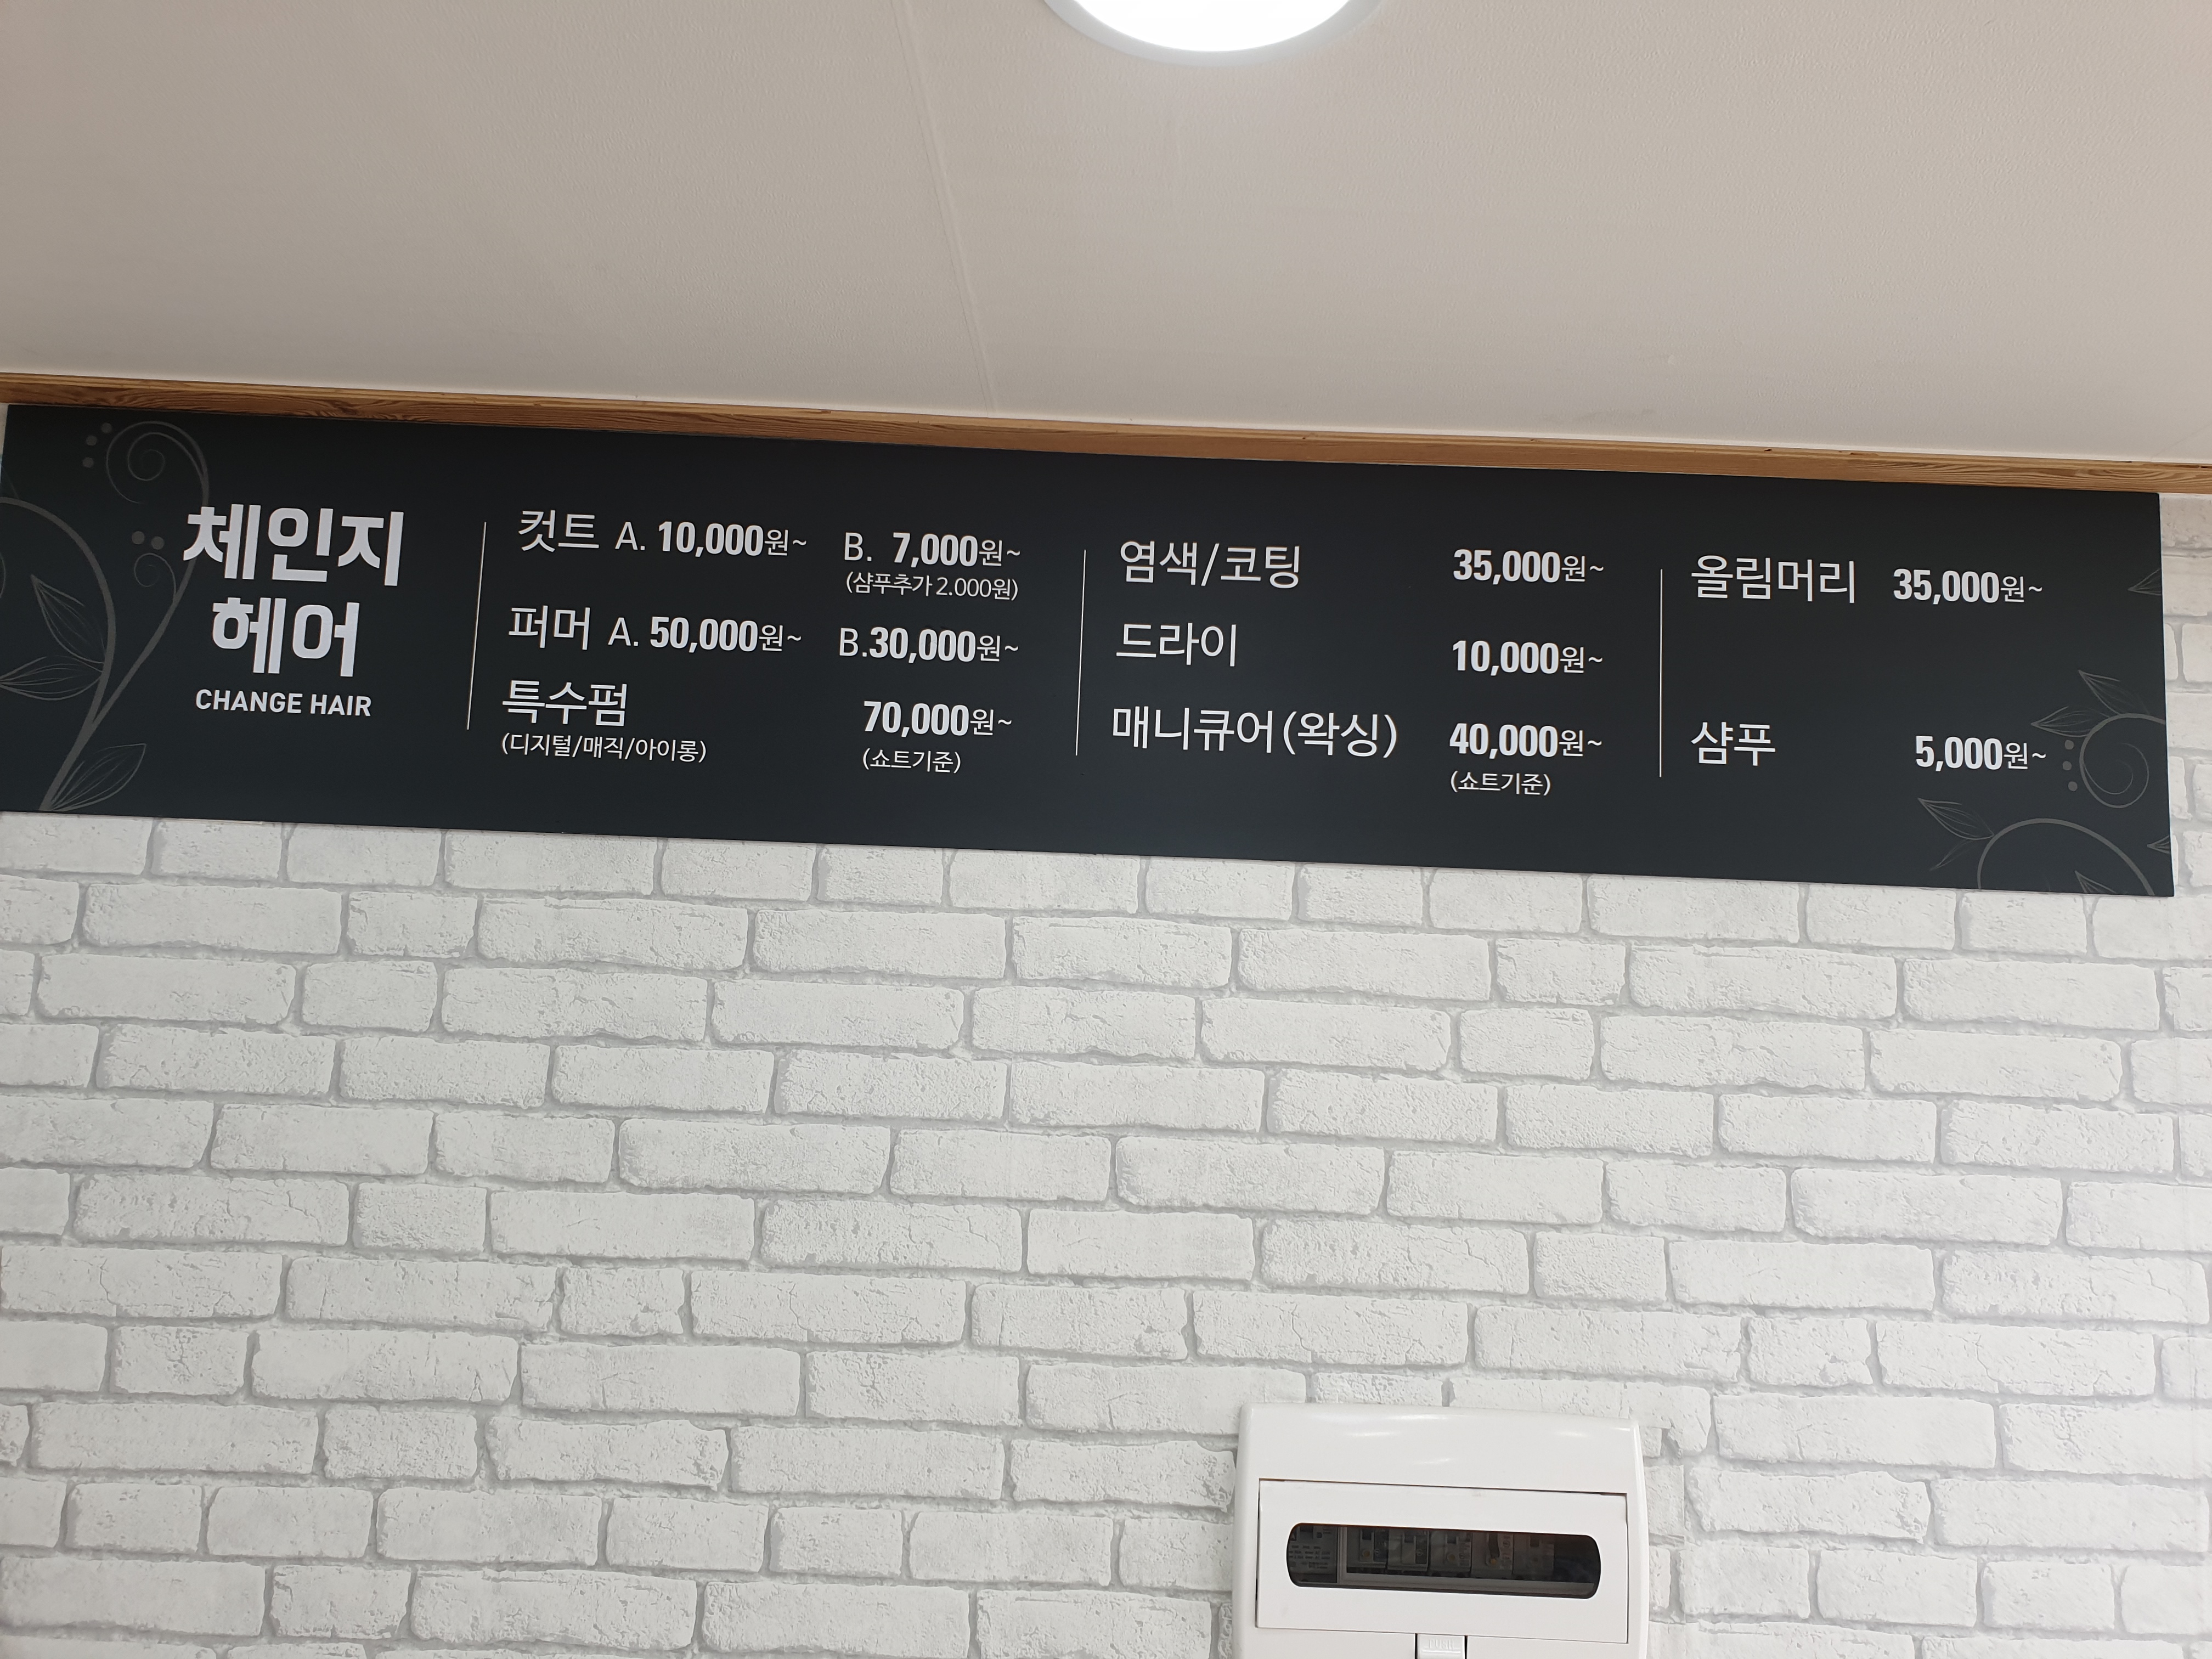 체인지
헤어
CHANGE HAIR
컷트 A. 10,000원~ B. 7,000원~
(샴푸추가 2.000원)
퍼머 A. 50,000원~ B.30,000원~
특수펌 70,000원~
(디지털/매직/아이롱) (쇼트기준)
염색/코팅 35,000원~
드라이 10,000원~
매니큐어(왁싱) 40,000원~
(쇼트기준)
올림머리 35,000원~
샴푸 5,000원~